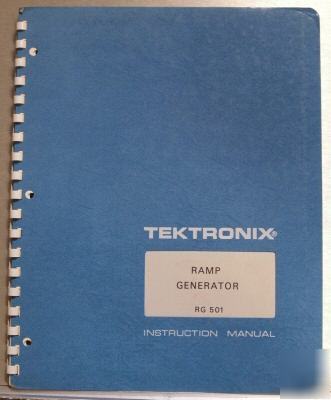 TEKTRONIX®
RAMP
GENERATOR
RG 501
INSTRUCTION MANUAL